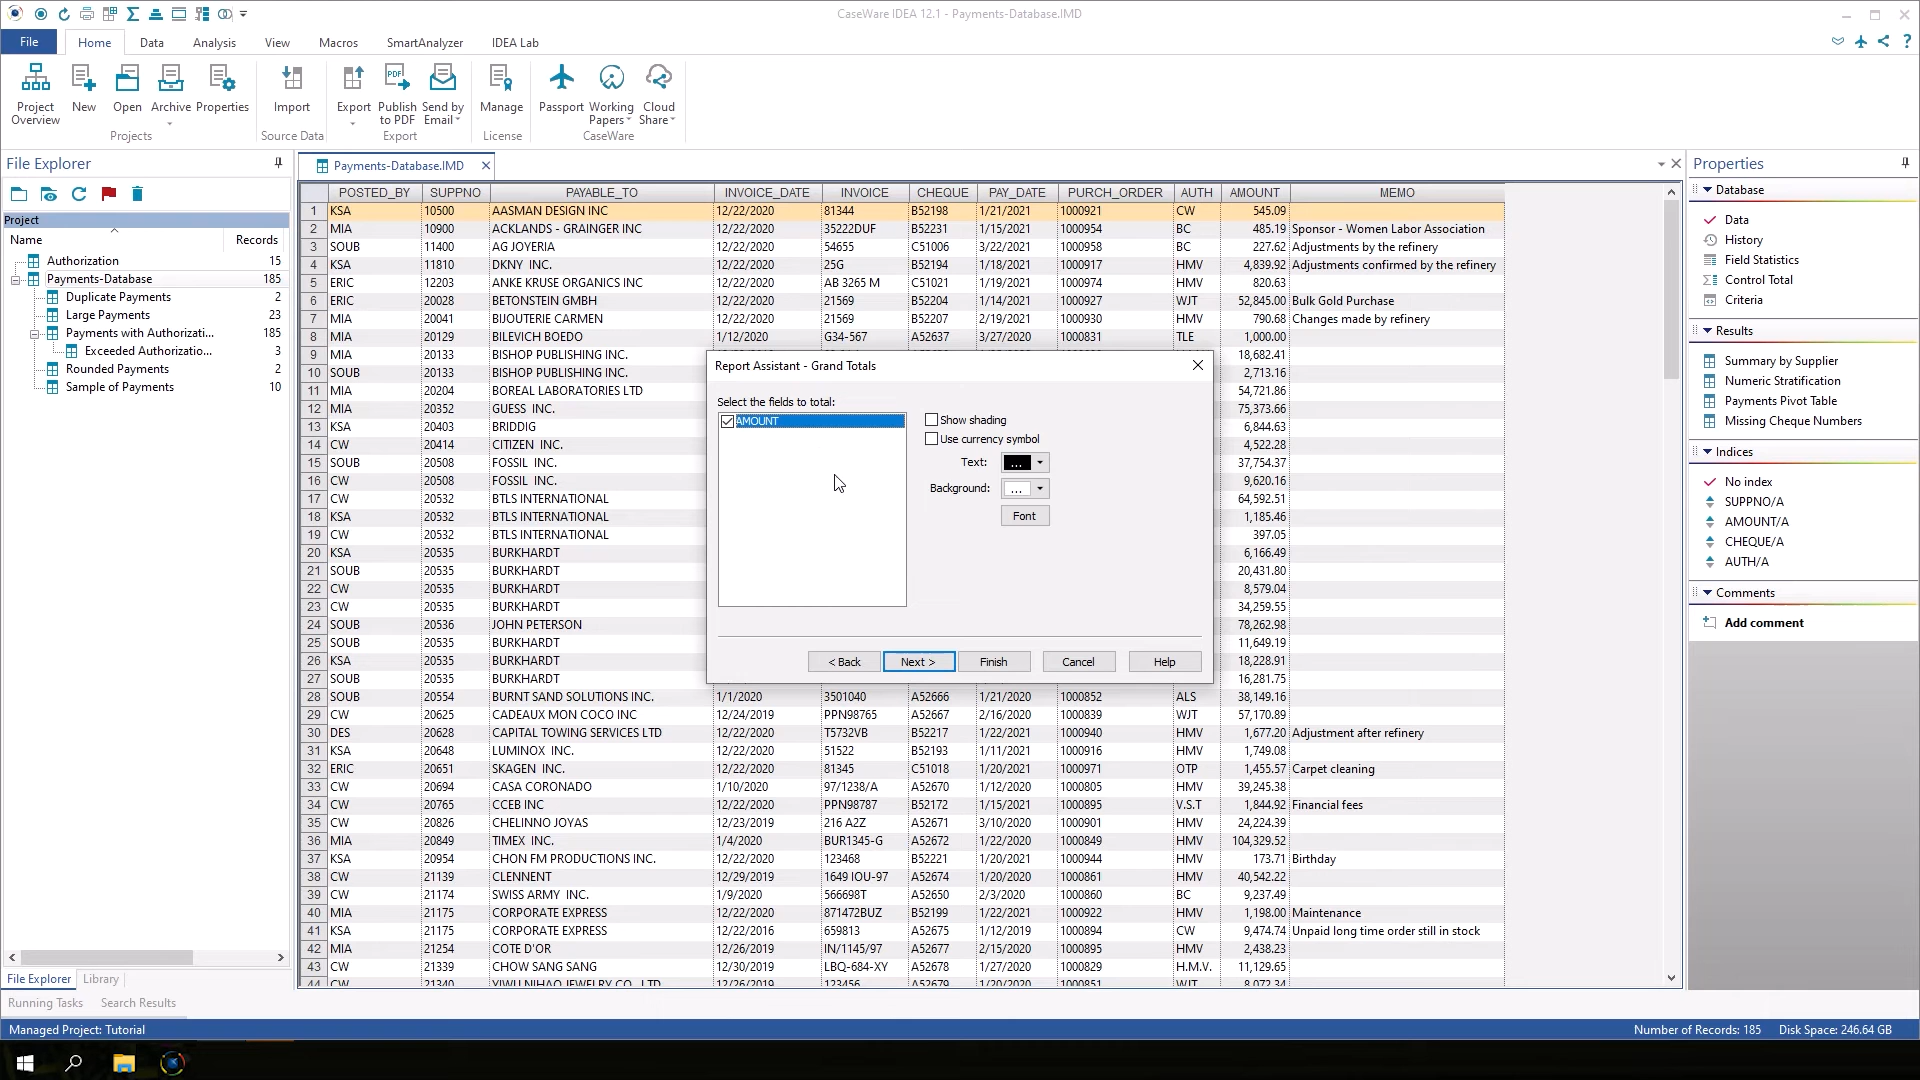 CaseWare IDEA 12.1 - Payments-Database.IMD
File Home Data Analysis View Macros SmartAnalyzer IDEA Lab
Project Overview New Open Archive Properties Import Export Publish to PDF Send by Email Manage Passport Working Papers Cloud Share
Projects Source Data Export License CaseWare
File Explorer
Project
Name Records
Authorization 15
Payments-Database 185
Duplicate Payments 2
Large Payments 23
Payments with Authorizati... 185
Exceeded Authorizatio... 3
Rounded Payments 2
Sample of Payments 10
File Explorer Library
Running Tasks Search Results
Payments-Database.IMD
POSTED_BY SUPPNO PAYABLE_TO INVOICE_DATE INVOICE CHEQUE PAY_DATE PURCH_ORDER AUTH AMOUNT MEMO
1 KSA 10500 AASMAN DESIGN INC 12/22/2020 81344 B52198 1/21/2021 1000921 CW 545.09
2 MIA 10900 ACKLANDS - GRAINGER INC 12/22/2020 35222DUF B52231 1/15/2021 1000954 BC 485.19 Sponsor - Women Labor Association
3 SOUB 11400 AG JOYERIA 12/22/2020 54655 C51006 3/22/2021 1000958 BC 227.62 Adjustments by the refinery
4 KSA 11810 DKNY  INC. 12/22/2020 25G B52194 1/18/2021 1000917 HMV 4,839.92 Adjustments confirmed by the refinery
5 ERIC 12203 ANKE KRUSE ORGANICS INC 12/22/2020 AB 3265 M C51021 1/19/2021 1000974 HMV 820.63
6 ERIC 20028 BETONSTEIN GMBH 12/22/2020 21569 B52204 1/14/2021 1000927 WJT 52,845.00 Bulk Gold Purchase
7 MIA 20041 BIJOUTERIE CARMEN 12/22/2020 21569 B52207 2/19/2021 1000930 HMV 790.68 Changes made by refinery
8 MIA 20129 BILEVICH BOEDO 1/12/2020 G34-567 A52637 3/27/2020 1000831 TLE 1,000.00
9 MIA 20133 BISHOP PUBLISHING INC. 18,682.41
10 SOUB 20133 BISHOP PUBLISHING INC. 2,713.16
11 MIA 20204 BOREAL LABORATORIES LTD 54,721.86
12 MIA 20352 GUESS  INC. 75,373.66
13 KSA 20403 BRIDDIG 6,844.63
14 CW 20414 CITIZEN  INC. 4,522.28
15 SOUB 20508 FOSSIL  INC. 37,754.37
16 CW 20508 FOSSIL  INC. 9,620.16
17 CW 20532 BTLS INTERNATIONAL 64,592.51
18 KSA 20532 BTLS INTERNATIONAL 1,185.46
19 CW 20532 BTLS INTERNATIONAL 397.05
20 KSA 20535 BURKHARDT 6,166.49
21 SOUB 20535 BURKHARDT 20,431.80
22 CW 20535 BURKHARDT 8,579.04
23 CW 20535 BURKHARDT 34,259.55
24 SOUB 20536 JOHN PETERSON 78,262.98
25 SOUB 20535 BURKHARDT 11,649.19
26 KSA 20535 BURKHARDT 18,228.91
27 SOUB 20535 BURKHARDT 16,281.75
28 SOUB 20554 BURNT SAND SOLUTIONS INC. 1/1/2020 3501040 A52666 1/21/2020 1000852 ALS 38,149.16
29 CW 20625 CADEAUX MON COCO INC 12/24/2019 PPN98765 A52667 2/16/2020 1000839 WJT 57,170.89
30 DES 20628 CAPITAL TOWING SERVICES LTD 12/22/2020 T5732VB B52217 1/22/2021 1000940 HMV 1,677.20 Adjustment after refinery
31 KSA 20648 LUMINOX  INC. 12/22/2020 51522 B52193 1/11/2021 1000916 HMV 1,749.08
32 ERIC 20651 SKAGEN  INC. 12/22/2020 81345 C51018 1/20/2021 1000971 OTP 1,455.57 Carpet cleaning
33 CW 20694 CASA CORONADO 1/10/2020 97/1238/A A52670 1/12/2020 1000805 HMV 39,245.38
34 CW 20765 CCEB INC 12/22/2020 PPN98787 B52172 1/15/2021 1000895 V.S.T 1,844.92 Financial fees
35 CW 20826 CHELINNO JOYAS 12/23/2019 216 A2Z A52671 3/10/2020 1000901 HMV 24,224.39
36 MIA 20849 TIMEX  INC. 1/4/2020 BUR1345-G A52672 1/22/2020 1000849 HMV 104,329.52
37 KSA 20954 CHON FM PRODUCTIONS INC. 12/22/2020 123468 B52221 1/20/2021 1000944 HMV 173.71 Birthday
38 CW 21139 CLENNENT 12/29/2019 1649 IOU-97 A52674 1/20/2020 1000861 HMV 40,542.22
39 CW 21174 SWISS ARMY  INC. 1/9/2020 566698T A52650 2/3/2020 1000860 BC 9,237.49
40 MIA 21175 CORPORATE EXPRESS 12/22/2020 871472BUZ B52199 1/22/2021 1000922 HMV 1,198.00 Maintenance
41 KSA 21175 CORPORATE EXPRESS 12/22/2016 659813 A52675 1/12/2019 1000894 CW 9,474.74 Unpaid long time order still in stock
42 MIA 21254 COTE D'OR 12/26/2019 IN/1145/97 A52677 2/15/2020 1000895 HMV 2,438.23
43 CW 21339 CHOW SANG SANG 12/30/2019 LBQ-684-XY A52678 1/27/2020 1000829 H.M.V. 11,129.65
44 CW 21340 YIWU NIHAO JEWELRY CO., LTD 12/22/2020 123456 A52679 1/20/2020 1000851 WJT 8,072.34
Report Assistant - Grand Totals
Select the fields to total:
AMOUNT
Show shading
Use currency symbol
Text: ...
Background: ...
Font
< Back Next > Finish Cancel Help
Properties
Database
Data
History
Field Statistics
Control Total
Criteria
Results
Summary by Supplier
Numeric Stratification
Payments Pivot Table
Missing Cheque Numbers
Indices
No index
SUPPNO/A
AMOUNT/A
CHEQUE/A
AUTH/A
Comments
Add comment
Managed Project: Tutorial Number of Records: 185 Disk Space: 246.64 GB